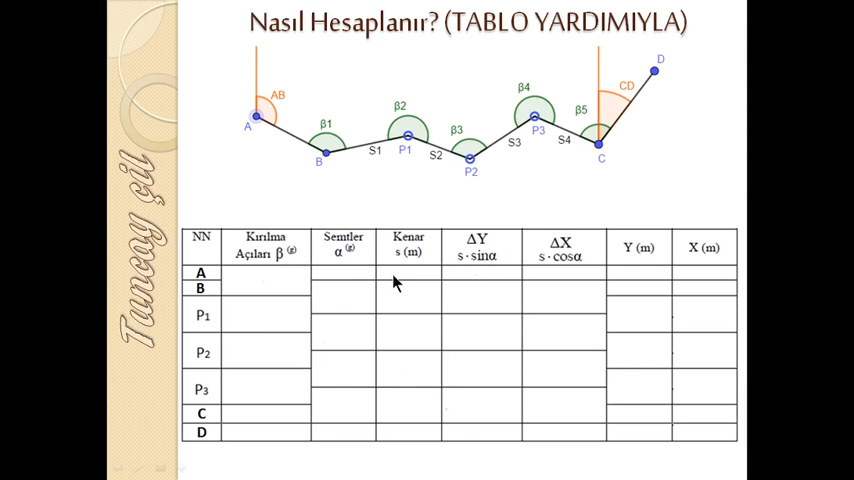 Nasıl Hesaplanır? (TABLO YARDIMIYLA)
Tuncay çil
A
AB
B
β1
S1
β2
P1
S2
β3
P2
S3
β4
P3
S4
β5
C
CD
D
NN
Kırılma
Açıları β (g)
Semtler
α (g)
Kenar
s (m)
ΔY
s·sinα
ΔX
s·cosα
Y (m)
X (m)
A
B
P1
P2
P3
C
D